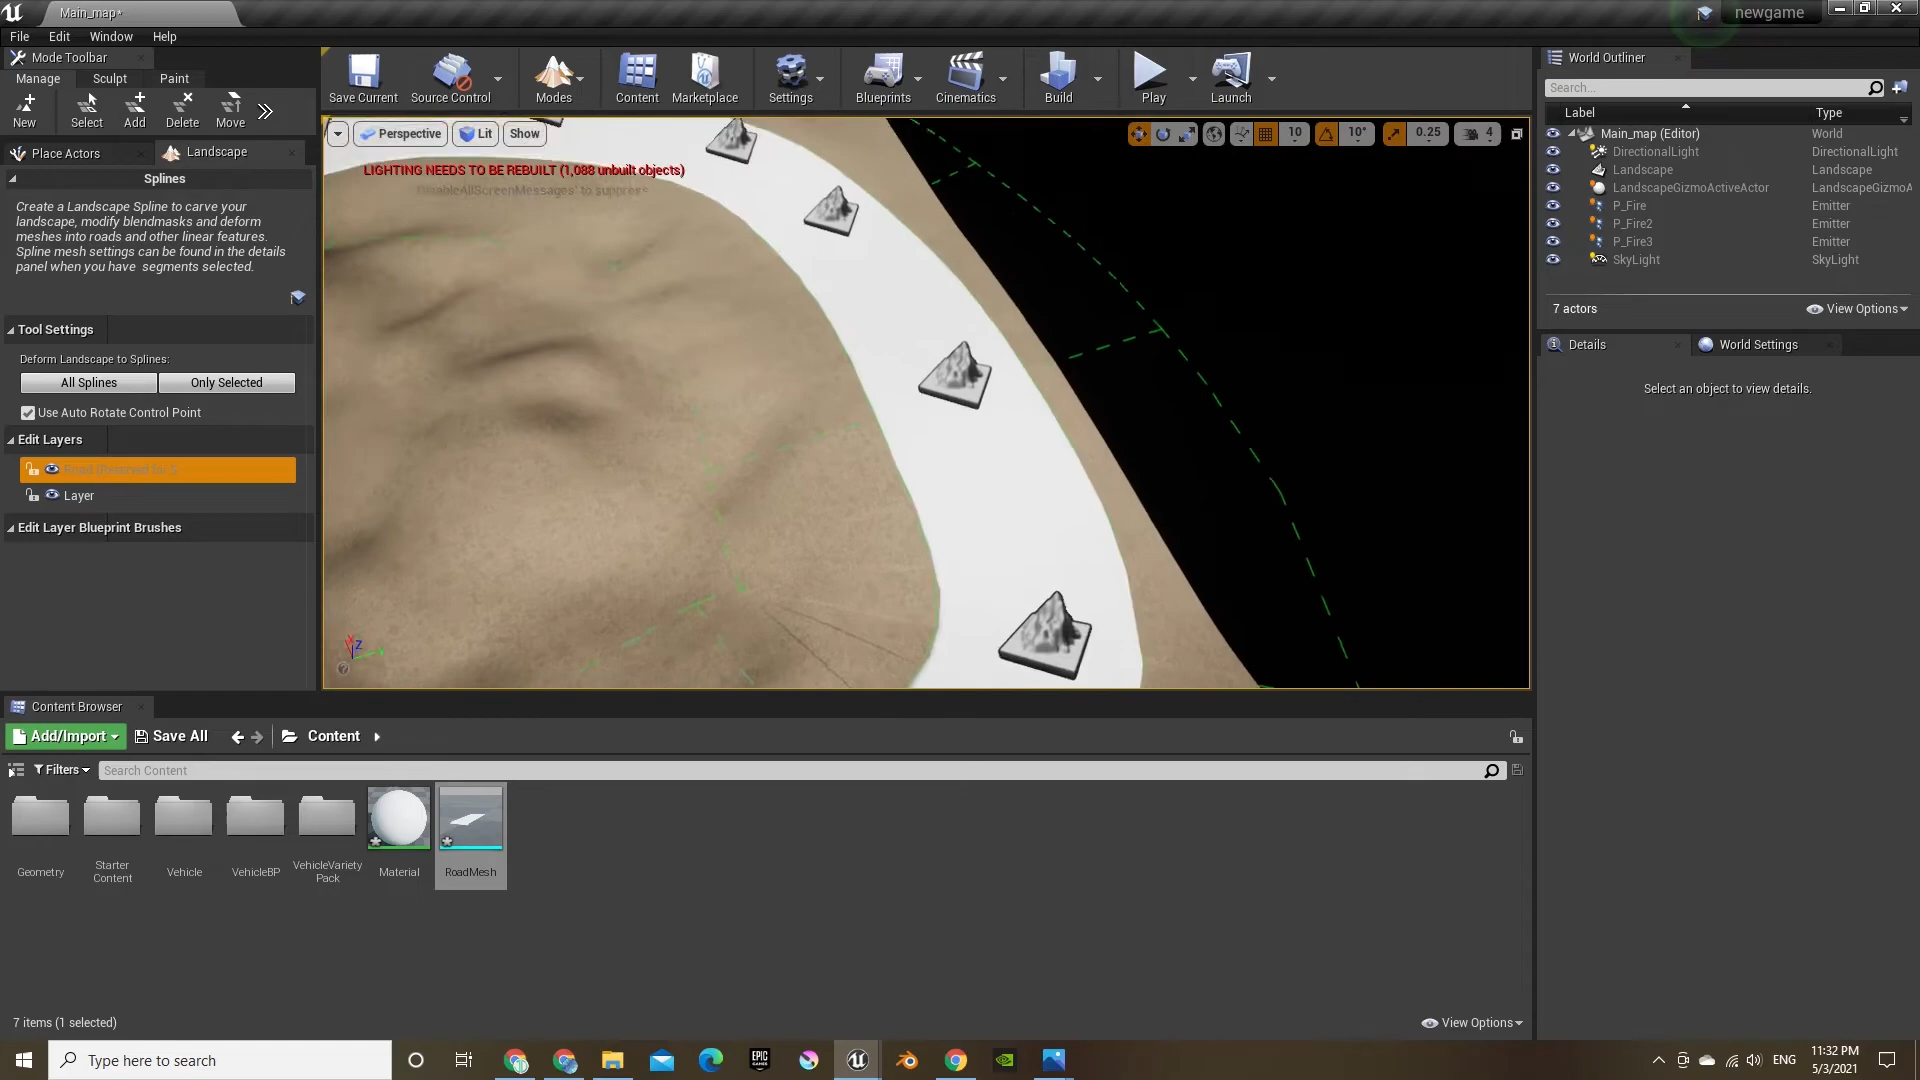 Main_map*
newgame
File Edit Window Help
Mode Toolbar
Manage Sculpt Paint
New Select Add Delete Move
Place Actors Landscape
Splines
Create a Landscape Spline to carve your
landscape, modify blendmasks and deform
meshes into roads and other linear features.
Spline mesh settings can be found in the details
panel when you have segments selected.
Tool Settings
Deform Landscape to Splines:
All Splines Only Selected
Use Auto Rotate Control Point
Edit Layers
Layer
Edit Layer Blueprint Brushes
Save Current Source Control Modes Content Marketplace Settings Blueprints Cinematics Build Play Launch
Perspective Lit Show
10 10° 0.25 4
LIGHTING NEEDS TO BE REBUILT (1,088 unbuilt objects)
'DisableAllScreenMessages' to suppress
X Z Y
World Outliner
Search...
Label Type
Main_map (Editor) World
DirectionalLight DirectionalLight
Landscape Landscape
LandscapeGizmoActiveActor LandscapeGizmoA
P_Fire Emitter
P_Fire2 Emitter
P_Fire3 Emitter
SkyLight SkyLight
7 actors View Options
Details World Settings
Select an object to view details.
Content Browser
Add/Import Save All Content
Filters Search Content
Geometry
Starter
Content
Vehicle
VehicleBP
VehicleVariety
Pack
Material
RoadMesh
7 items (1 selected) View Options
Type here to search
EPIC
GAMES
ENG
11:32 PM
5/3/2021